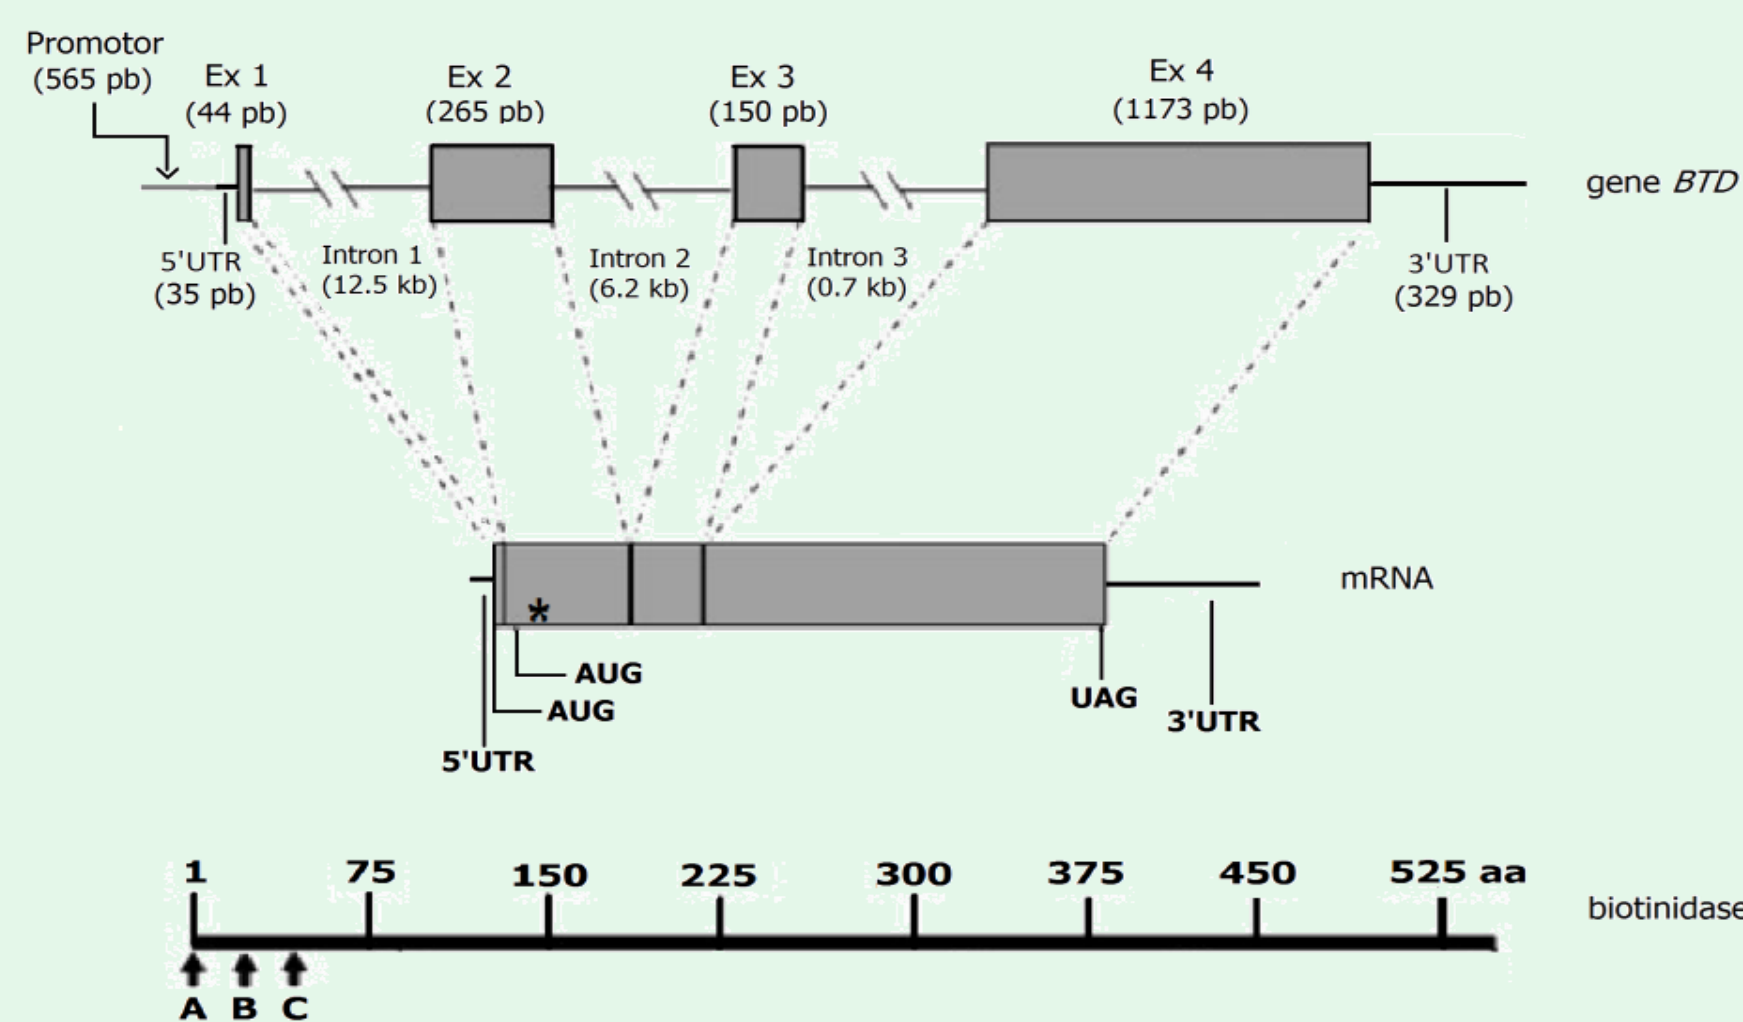 Promotor
(565 pb)
Ex 1
(44 pb)
Ex 2
(265 pb)
Ex 3
(150 pb)
Ex 4
(1173 pb)
gene BTD
5'UTR
(35 pb)
Intron 1
(12.5 kb)
Intron 2
(6.2 kb)
Intron 3
(0.7 kb)
3'UTR
(329 pb)
mRNA
*
AUG
AUG
UAG
3'UTR
5'UTR
1 75 150 225 300 375 450 525 aa
biotinidase
A B C